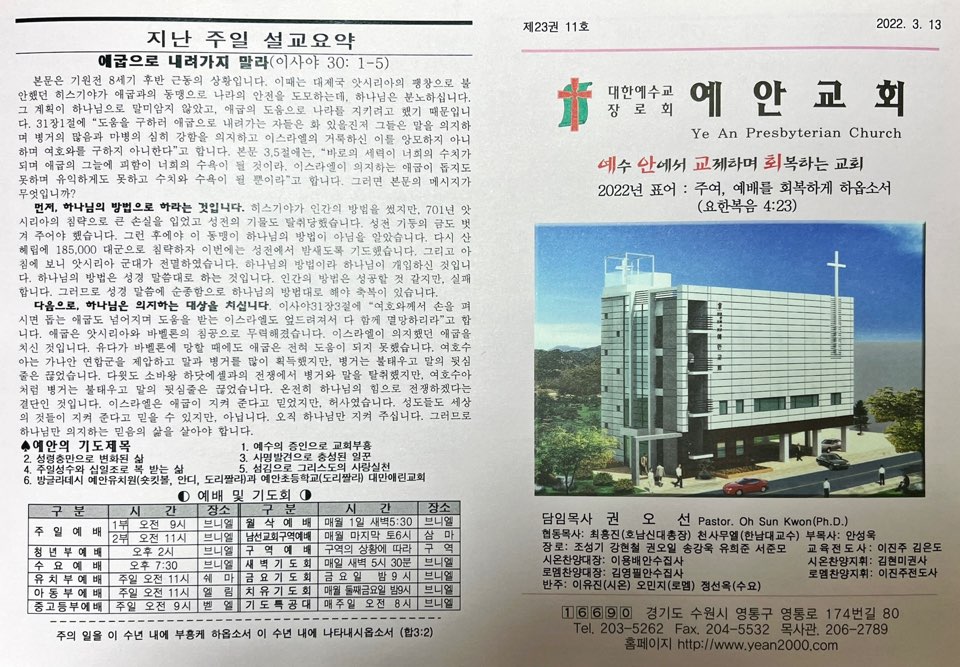 지난 주일 설교요약
애굽으로 내려가지 말라(이사야 30: 1-5)
본문은 기원전 8세기 후반 근동의 상황입니다. 이때는 대제국 앗시리아의 팽창으로 불
안했던 히스기야가 애굽과의 동맹으로 나라의 안전을 도모하는데, 하나님은 분노하십니다.
그 계획이 하나님으로 말미암지 않았고, 애굽의 도움으로 나라를 지키려고 했기 때문입니
다. 31장1절에 “도움을 구하러 애굽으로 내려가는 자들은 화 있을진저 그들은 말을 의지하
며 병거의 많음과 마병의 심히 강함을 의지하고 이스라엘의 거룩하신 이를 앙모하지 아니
하며 여호와를 구하지 아니한다”고 합니다. 본문 3,5절에는, “바로의 세력이 너희의 수치가
되며 애굽의 그늘에 피함이 너희의 수욕이 될 것이라. 이스라엘이 의지하는 애굽이 돕지도
못하며 유익하게도 못하고 수치와 수욕이 될 뿐이라”고 합니다. 그러면 본문의 메시지가
무엇입니까?
먼저, 하나님의 방법으로 하라는 것입니다. 히스기야가 인간의 방법을 썼지만, 701년 앗
시리아의 침략으로 큰 손실을 입었고 성전의 기물도 탈취당했습니다. 성전 기둥의 금도 벗
겨 주어야 했습니다. 그런 후에야 이 동맹이 하나님의 방법이 아님을 알았습니다. 다시 산
헤립에 185,000 대군으로 침략하자 이번에는 성전에서 밤새도록 기도했습니다. 그리고 아
침에 보니 앗시리아 군대가 전멸하였습니다. 하나님의 방법이라 하나님이 개입하신 것입니
다. 하나님의 방법은 성경 말씀대로 하는 것입니다. 인간의 방법은 성공할 것 같지만, 실패
합니다. 그러므로 성경 말씀에 순종함으로 하나님의 방법대로 해야 축복이 있습니다.
다음으로, 하나님은 의지하는 대상을 치십니다. 이사야31장3절에 “여호와께서 손을 펴
시면 돕는 애굽도 넘어지며 도움을 받는 이스라엘도 엎드러져서 다 함께 멸망하리라”고 합
니다. 애굽은 앗시리아와 바벨론의 침공으로 무력해졌습니다. 이스라엘이 의지했던 애굽을
치신 것입니다. 유다가 바벨론에 망할 때에도 애굽은 전혀 도움이 되지 못했습니다. 여호수
아는 가나안 연합군을 제압하고 말과 병거를 많이 획득했지만, 병거는 불태우고 말의 뒷심
줄은 끊었습니다. 다윗도 소바왕 하닷에셀과의 전쟁에서 병거와 말을 탈취했지만, 여호수아
처럼 병거는 불태우고 말의 뒷심줄은 끊었습니다. 온전히 하나님의 힘으로 전쟁하겠다는
결단인 것입니다. 이스라엘은 애굽이 지켜 준다고 믿었지만, 허사였습니다. 성도들도 세상
의 것들이 지켜 준다고 믿을 수 있지만, 아닙니다. 오직 하나님만 지켜 주십니다. 그러므로
하나님만 의지하는 믿음의 삶을 살아야 합니다.
♠예안의 기도제목 1. 예수의 증인으로 교회부흥
2. 성령충만으로 변화된 삶 3. 사명발견으로 충성된 일꾼
4. 주일성수와 십일조로 복 받는 삶 5. 섬김으로 그리스도의 사랑실천
6. 방글라데시 예안유치원(숏킷볼, 안디, 도리짤라)과 예안초등학교(도리짤라) 대만애린교회
◐ 예배 및 기도회 ◑
구 분 시 간 장소 구 분 시 간 장소
주 일 예 배 1부 오전 9시 브니엘 월 삭 예 배 매월 1일 새벽5:30 브니엘
2부 오전 11시 브니엘 남선교회구역예배 매월 마지막 토6시 삼 마
청 년 부 예 배 오후 2시 브니엘 구 역 예 배 구역의 상황에 따라 구 역
수 요 예 배 오후 7:30 브니엘 새 벽 기 도 회 매일 새벽 5시 30분 브니엘
유 치 부 예 배 주일 오전 11시 쉐 마 금 요 기 도 회 금 요 일 밤 9 시 브니엘
아 동 부 예 배 주일 오전 11시 엘 림 치 유 기 도 회 매월 둘째금요일 밤9시 브니엘
중고등부예배 주일 오전 9시 벧 엘 기 도 특 공 대 매주일 오전 8시 브니엘
주의 일을 이 수년 내에 부흥케 하옵소서 이 수년 내에 나타내시옵소서 (합3:2)
제23권 11호 2022. 3. 13
대한예수교
장 로 회
예 안 교 회
Ye An Presbyterian Church
예수 안에서 교제하며 회복하는 교회
2022년 표어 : 주여, 예배를 회복하게 하옵소서
(요한복음 4:23)
담임목사 권 오 선 Pastor. Oh Sun Kwon(Ph.D.)
협동목사: 최흥진(호남신대총장) 천사무엘(한남대교수) 부목사: 안성욱
장 로: 조성기 강현철 권오일 송강욱 유희준 서준모 교 육 전 도 사 : 이진주 김은도
시온찬양대장: 이용배안수집사 시온찬양지휘: 김현미권사
로뎀찬양대장: 김영필안수집사 로뎀찬양지휘: 이진주전도사
반주: 이유진(시온) 오민지(로뎀) 정선옥(수요)
16690 경기도 수원시 영통구 영통로 174번길 80
Tel. 203-5262 Fax. 204-5532 목사관. 206-2789
홈페이지 http://www.yean2000.com